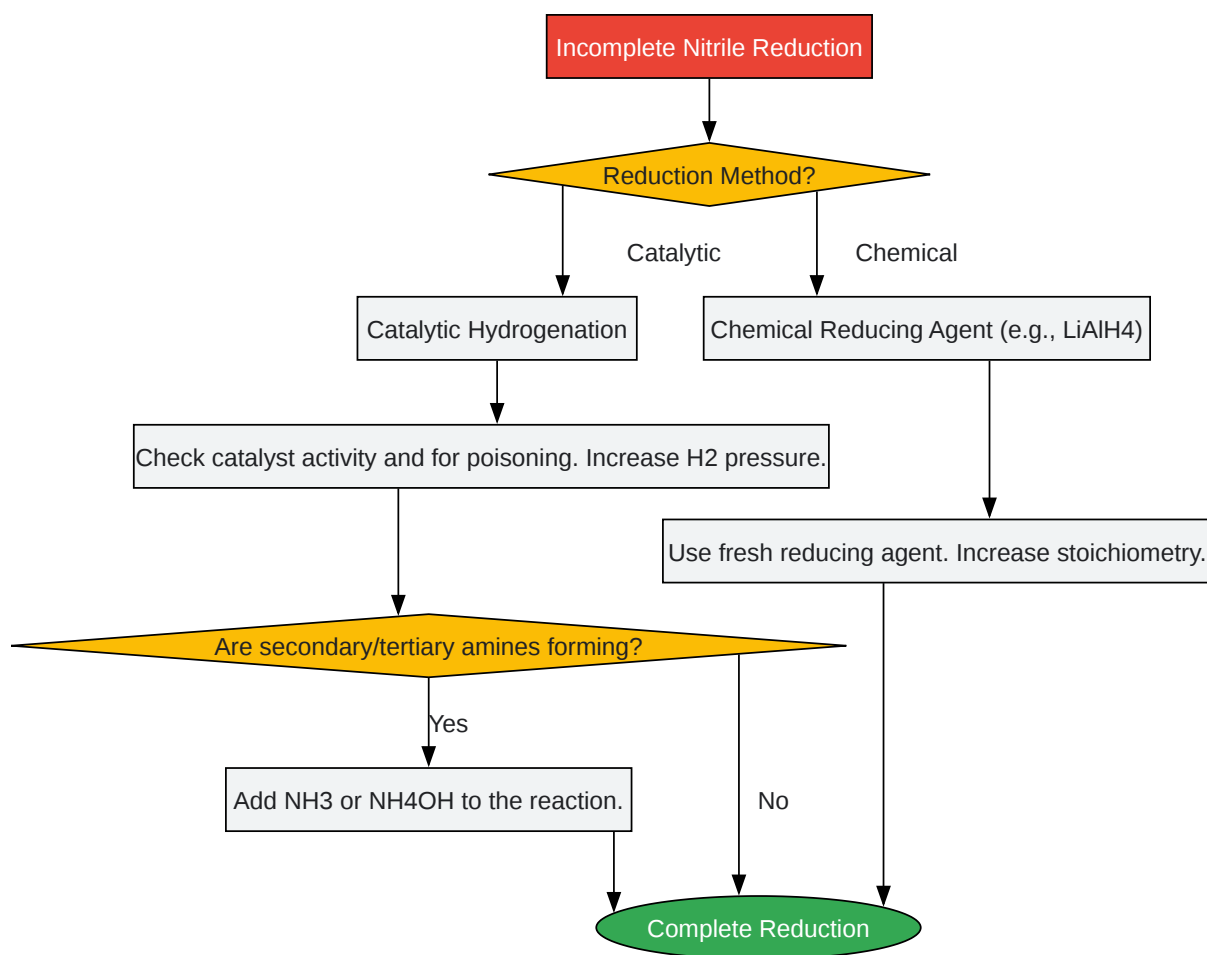 Incomplete Nitrile Reduction
Reduction Method?
Catalytic
Chemical
Catalytic Hydrogenation
Chemical Reducing Agent (e.g., LiAlH4)
Check catalyst activity and for poisoning. Increase H2 pressure.
Use fresh reducing agent. Increase stoichiometry.
Are secondary/tertiary amines forming?
Yes
Add NH3 or NH4OH to the reaction.
No
Complete Reduction